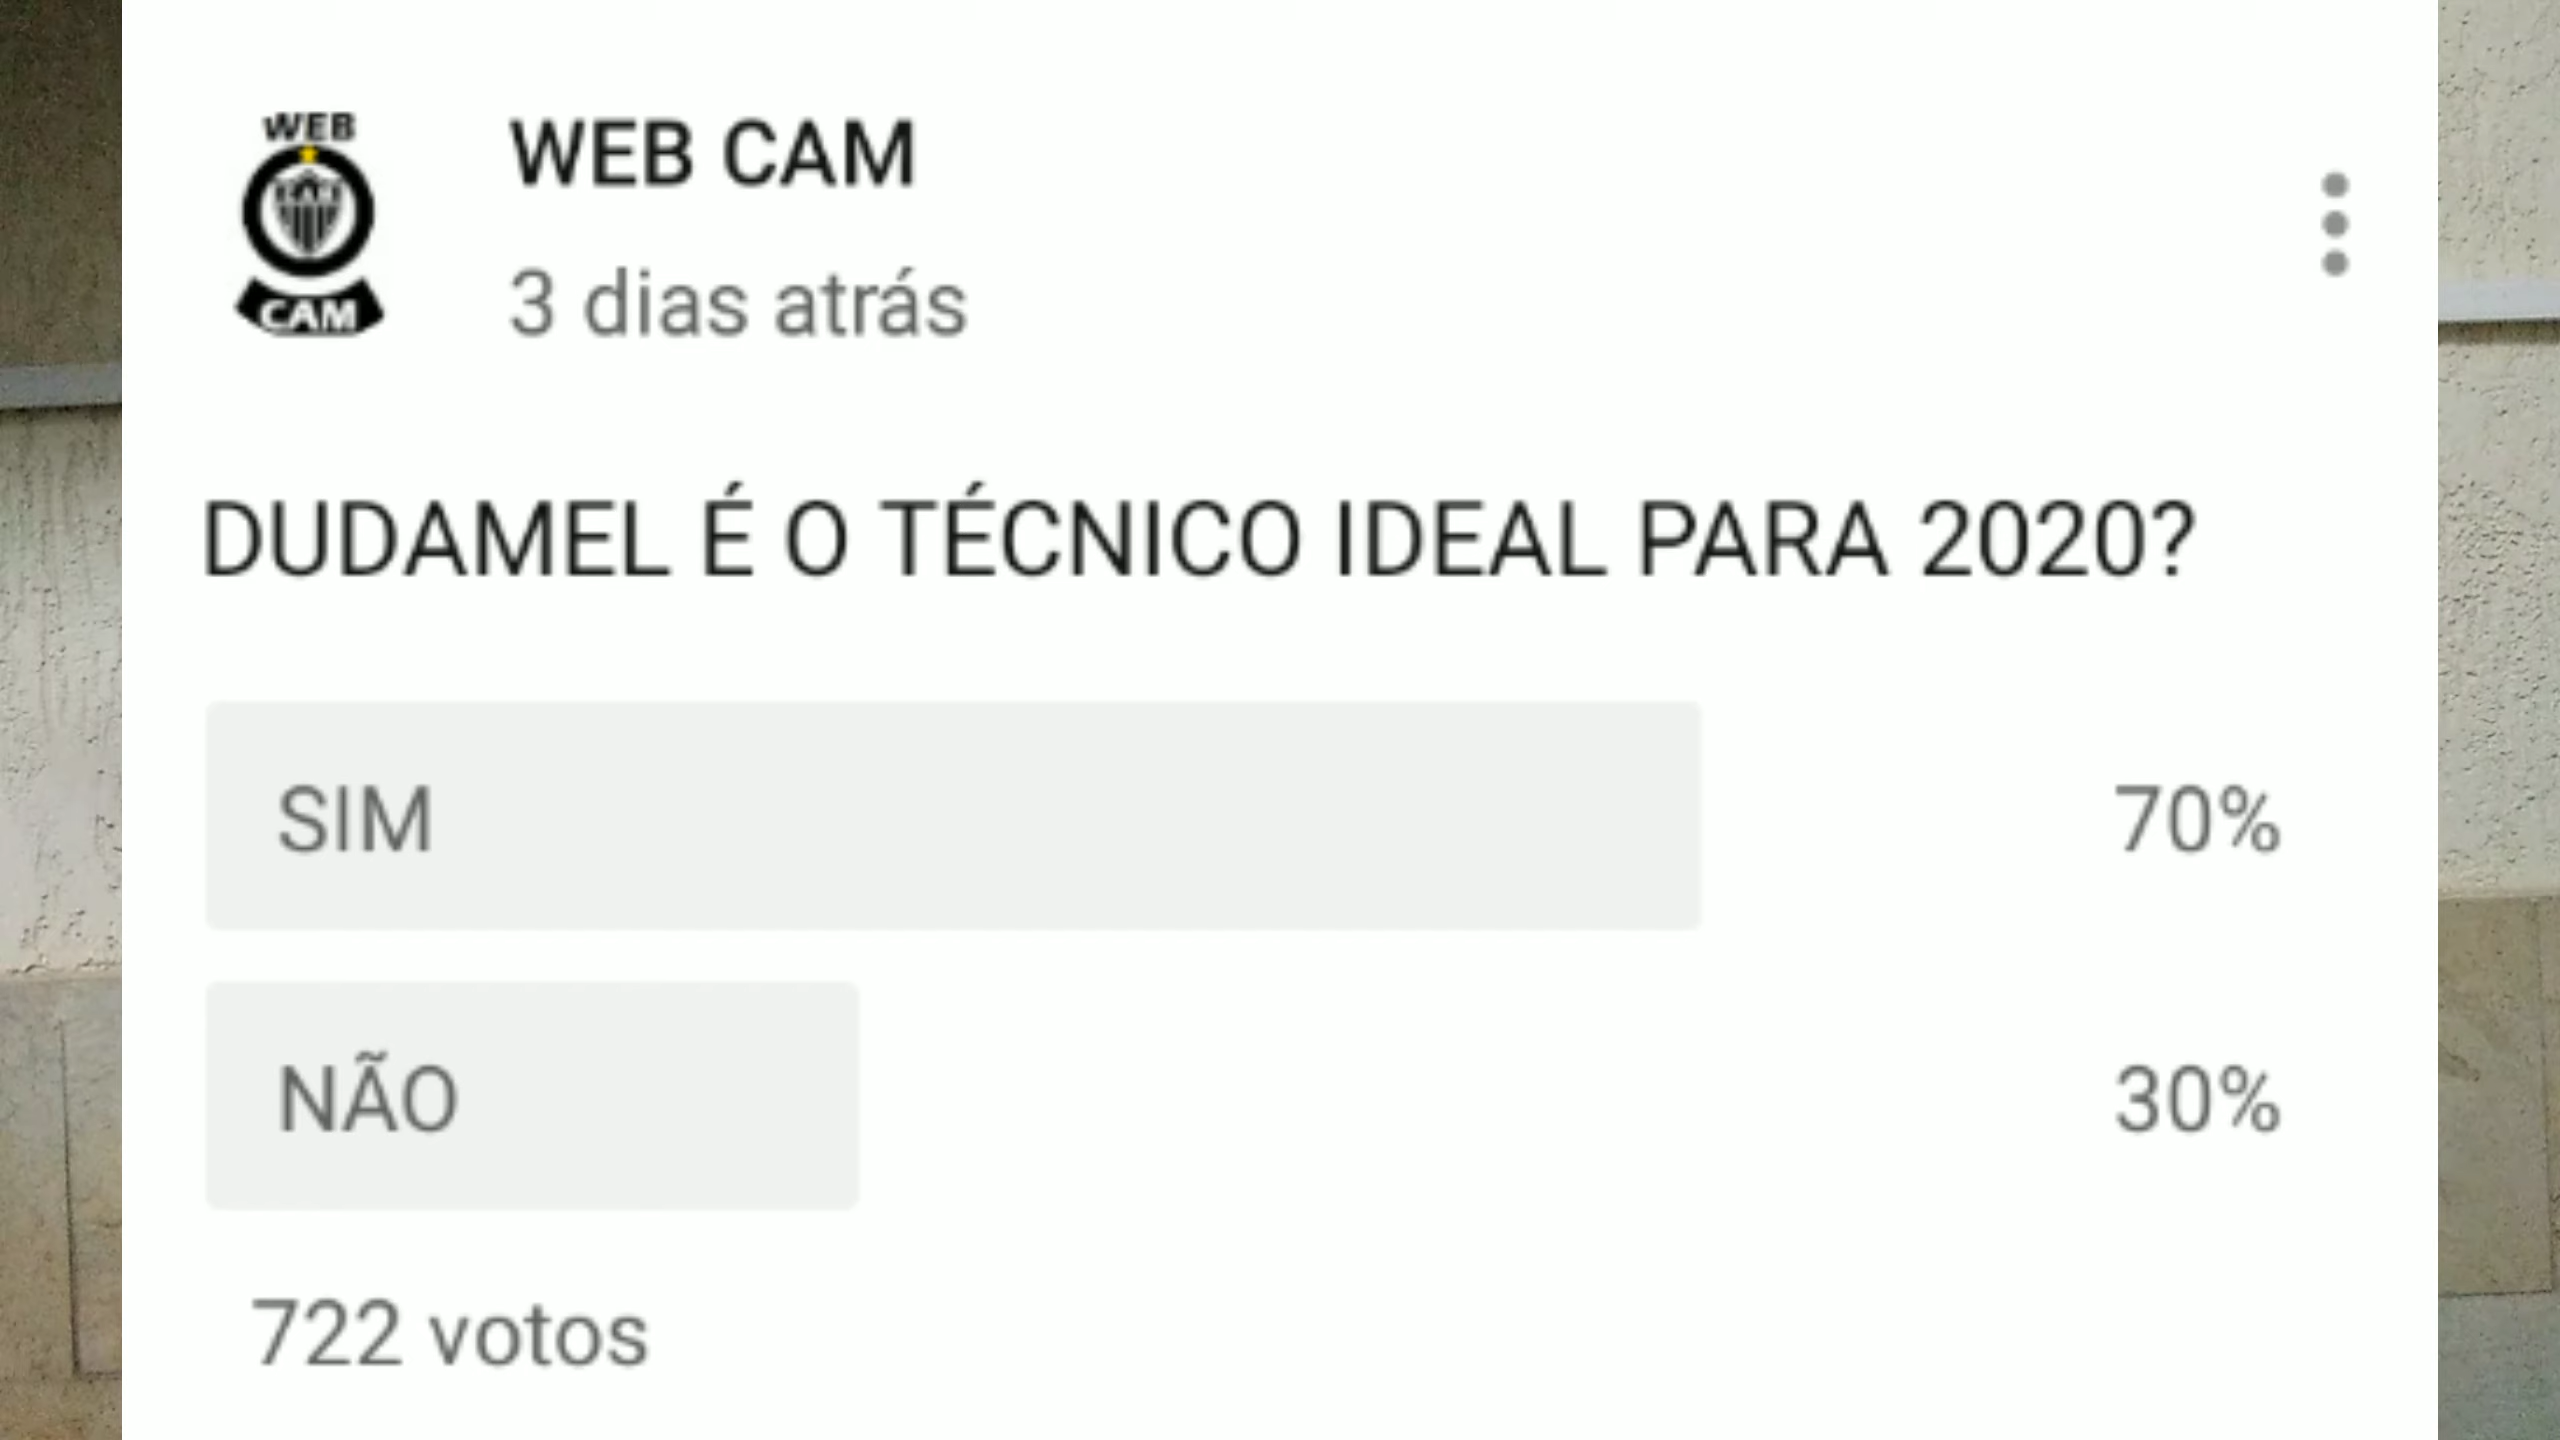 WEB
CAM
WEB CAM
3 dias atrás
DUDAMEL É O TÉCNICO IDEAL PARA 2020?
SIM
70%
NÃO
30%
722 votos